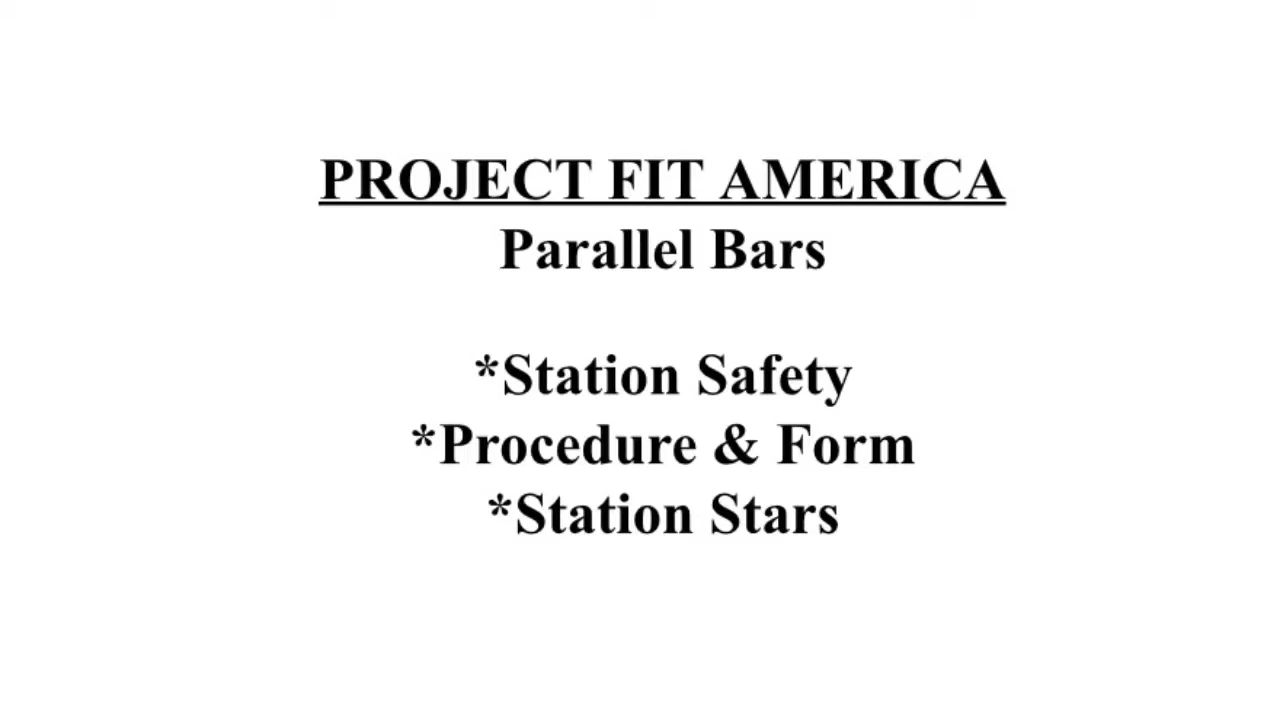 PROJECT FIT AMERICA
Parallel Bars
*Station Safety
*Procedure & Form
*Station Stars